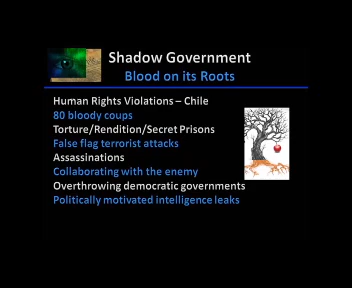 Shadow Government
Blood on its Roots
Human Rights Violations – Chile
80 bloody coups
Torture/Rendition/Secret Prisons
False flag terrorist attacks
Assassinations
Collaborating with the enemy
Overthrowing democratic governments
Politically motivated intelligence leaks